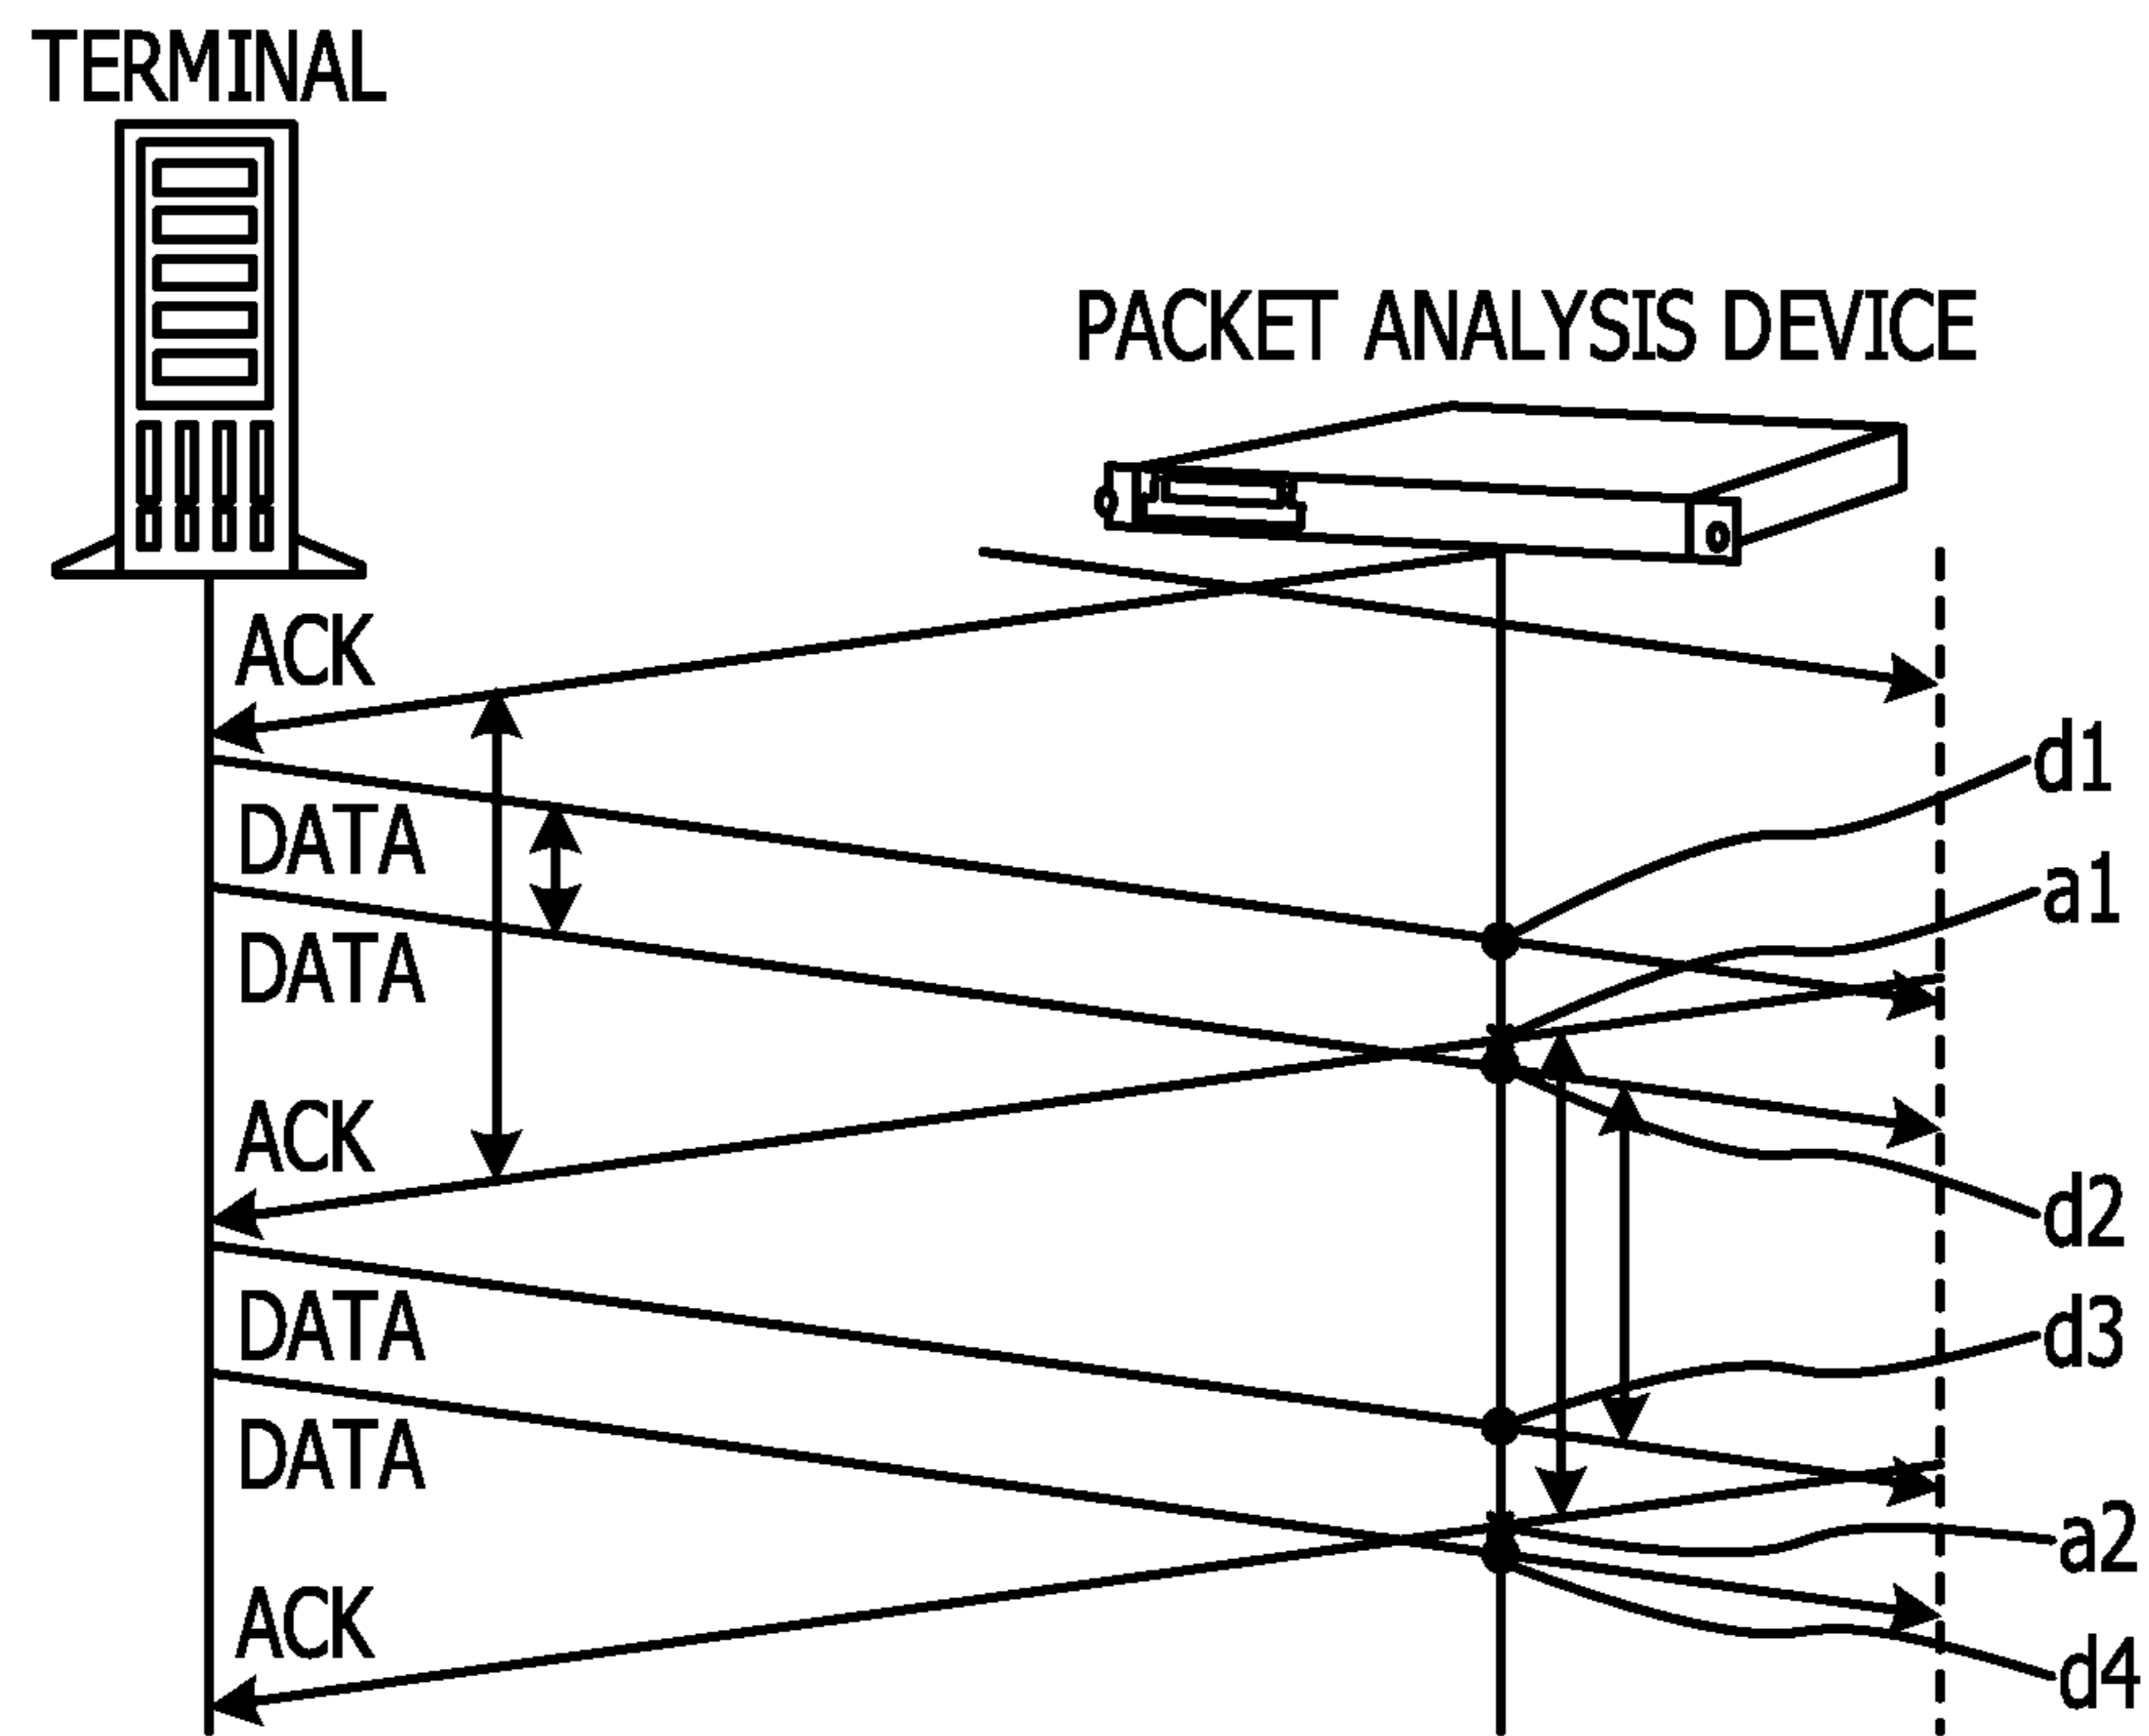 TERMINAL
PACKET ANALYSIS DEVICE
ACK
d1
DATA
a1
DATA
ACK
d2
DATA
d3
DATA
a2
ACK
d4